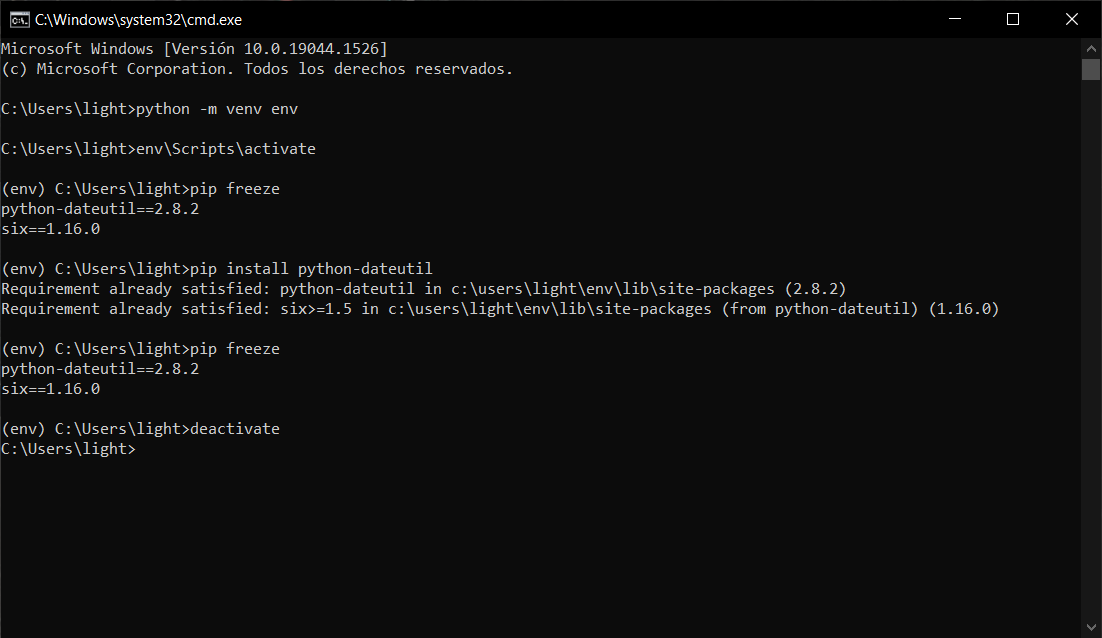 C:\Windows\system32\cmd.exe
Microsoft Windows [Versión 10.0.19044.1526]
(c) Microsoft Corporation. Todos los derechos reservados.
C:\Users\light>python -m venv env
C:\Users\light>env\Scripts\activate
(env) C:\Users\light>pip freeze
python-dateutil==2.8.2
six==1.16.0
(env) C:\Users\light>pip install python-dateutil
Requirement already satisfied: python-dateutil in c:\users\light\env\lib\site-packages (2.8.2)
Requirement already satisfied: six>=1.5 in c:\users\light\env\lib\site-packages (from python-dateutil) (1.16.0)
(env) C:\Users\light>pip freeze
python-dateutil==2.8.2
six==1.16.0
(env) C:\Users\light>deactivate
C:\Users\light>